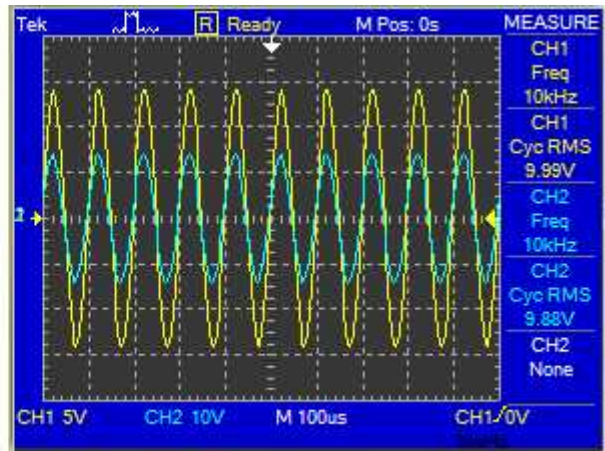 Tek R Ready M Pos: 0s MEASURE
CH1
Freq
10kHz
CH1
Cyc RMS
9.99V
CH2
Freq
10kHz
CH2
Cyc RMS
9.88V
CH2
None
CH1 5V CH2 10V M 100us CH1 0V